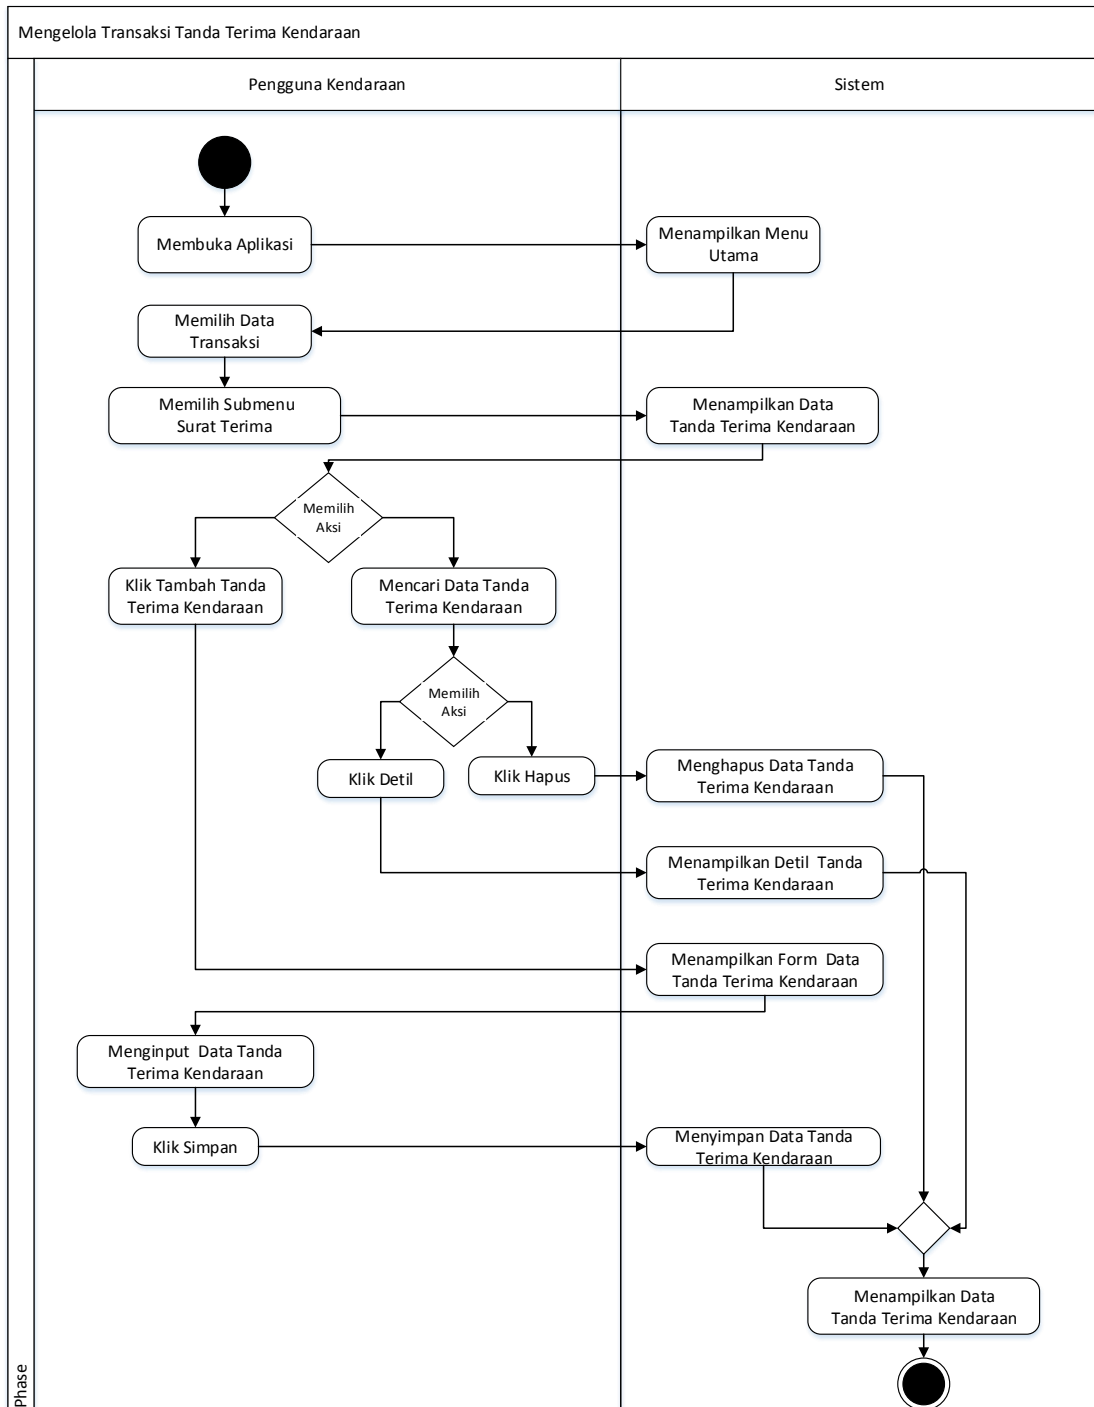 Mengelola Transaksi Tanda Terima Kendaraan
Pengguna Kendaraan
Sistem
Membuka Aplikasi
Menampilkan Menu
Utama
Memilih Data
Transaksi
Memilih Submenu
Surat Terima
Menampilkan Data
Tanda Terima Kendaraan
Memilih
Aksi
Klik Tambah Tanda
Terima Kendaraan
Mencari Data Tanda
Terima Kendaraan
Memilih
Aksi
Klik Detil
Klik Hapus
Menghapus Data Tanda
Terima Kendaraan
Menampilkan Detil Tanda
Terima Kendaraan
Menampilkan Form Data
Tanda Terima Kendaraan
Menginput Data Tanda
Terima Kendaraan
Klik Simpan
Menyimpan Data Tanda
Terima Kendaraan
Menampilkan Data
Tanda Terima Kendaraan
Phase